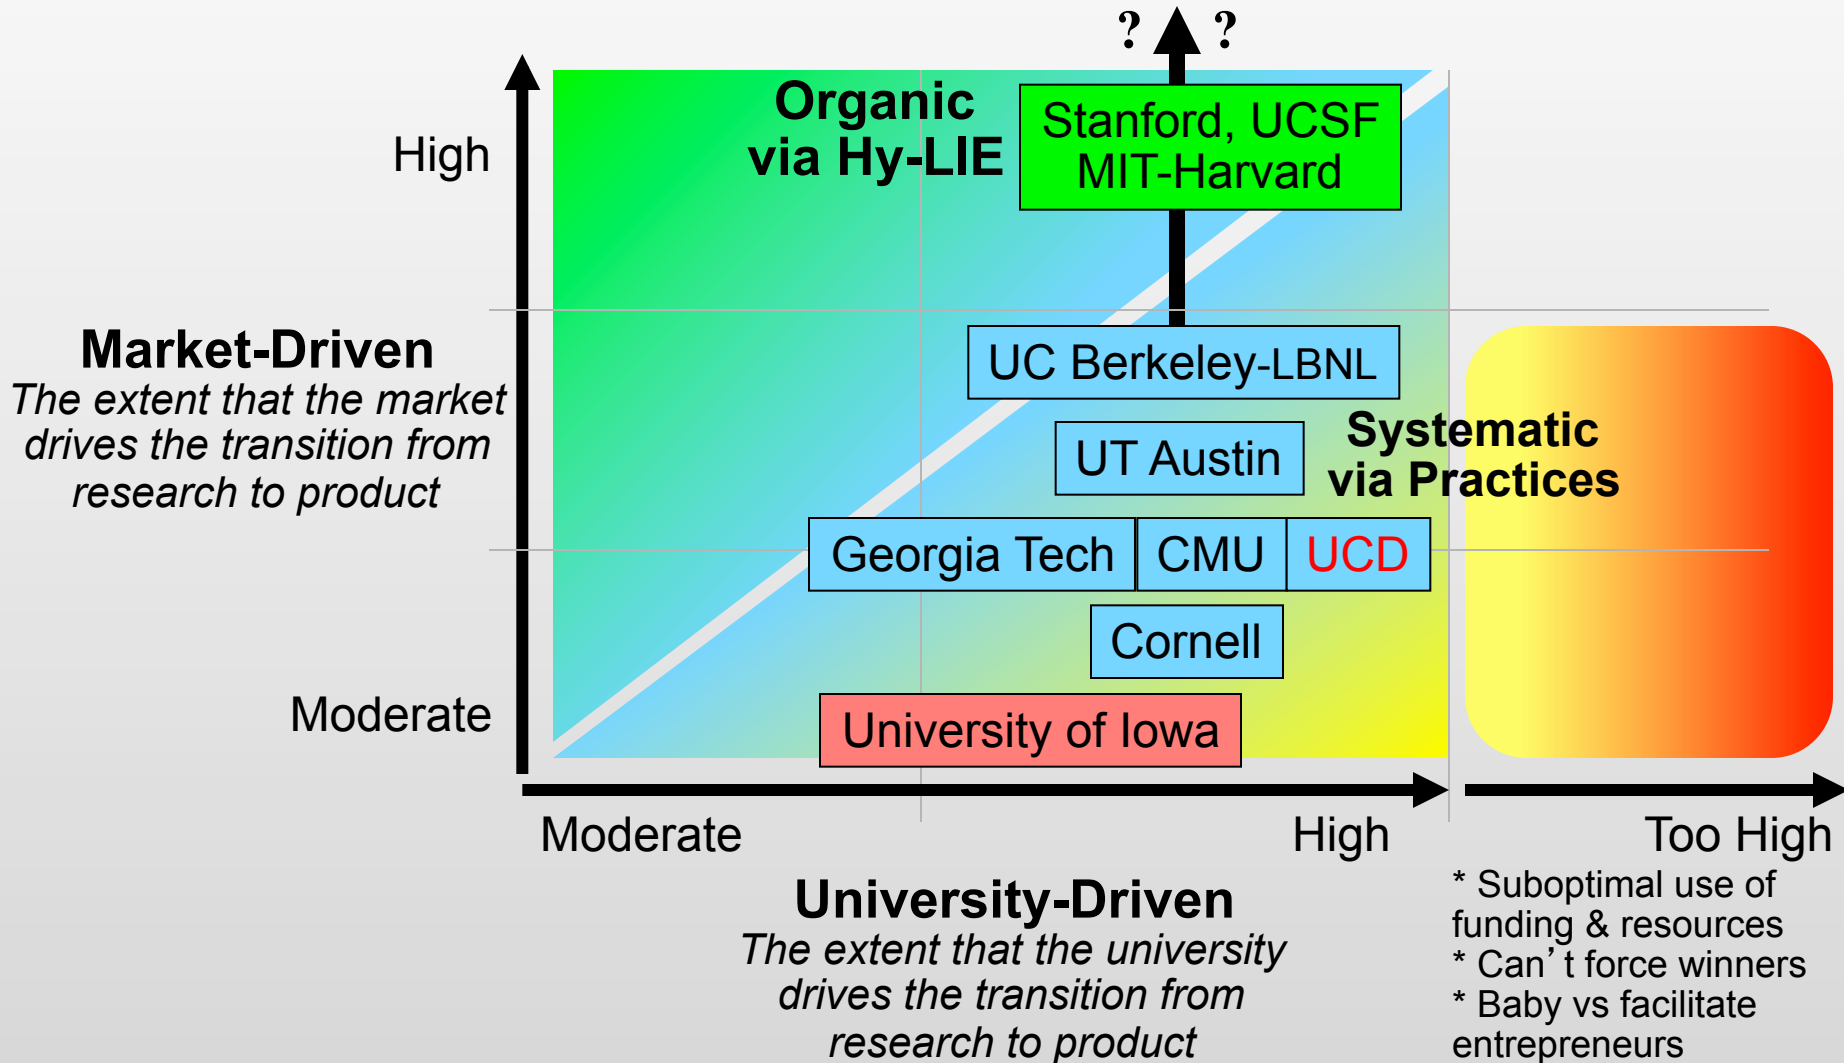 ? ?
Organic
via Hy-LIE
Stanford, UCSF
MIT-Harvard
High
Market-Driven
The extent that the market
drives the transition from
research to product
UC Berkeley-LBNL
UT Austin
Systematic
via Practices
Georgia Tech
CMU
UCD
Cornell
Moderate
University of Iowa
Moderate
High
Too High
University-Driven
The extent that the university
drives the transition from
research to product
* Suboptimal use of
funding & resources
* Can’t force winners
* Baby vs facilitate
entrepreneurs